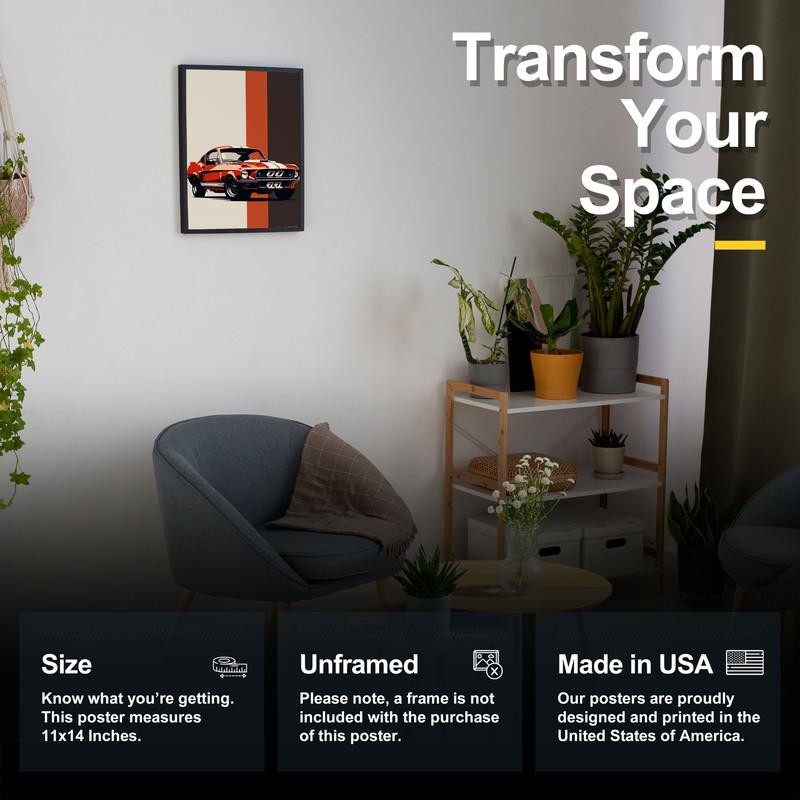 Transform
Your
Space
Size
Know what you’re getting.
This poster measures
11x14 Inches.
Unframed
Please note, a frame is not
included with the purchase
of this poster.
Made in USA
Our posters are proudly
designed and printed in the
United States of America.